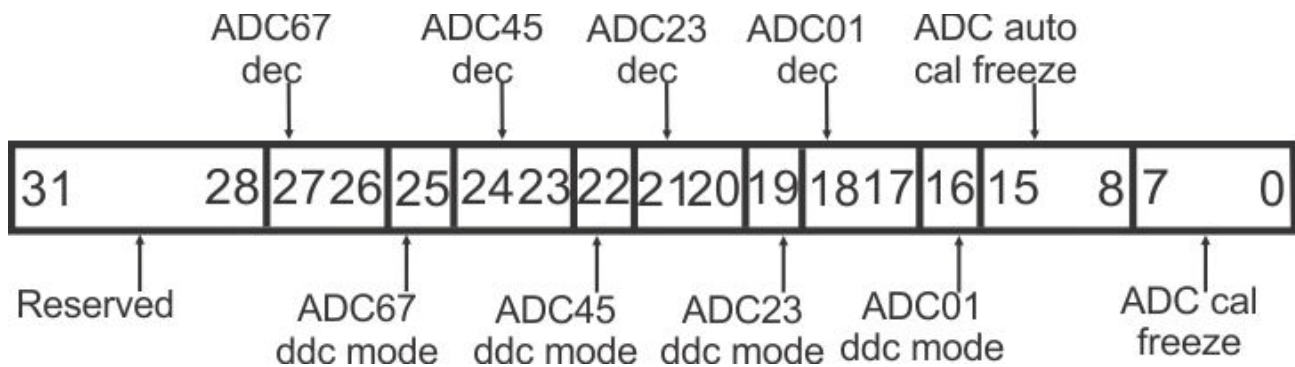 ADC67 ADC45 ADC23 ADC01 ADC auto
dec dec dec dec cal freeze
31 28 27 26 25 24 23 22 21 20 19 18 17 16 15 8 7 0
Reserved ADC67 ADC45 ADC23 ADC01 ADC cal
ddc mode ddc mode ddc mode ddc mode freeze